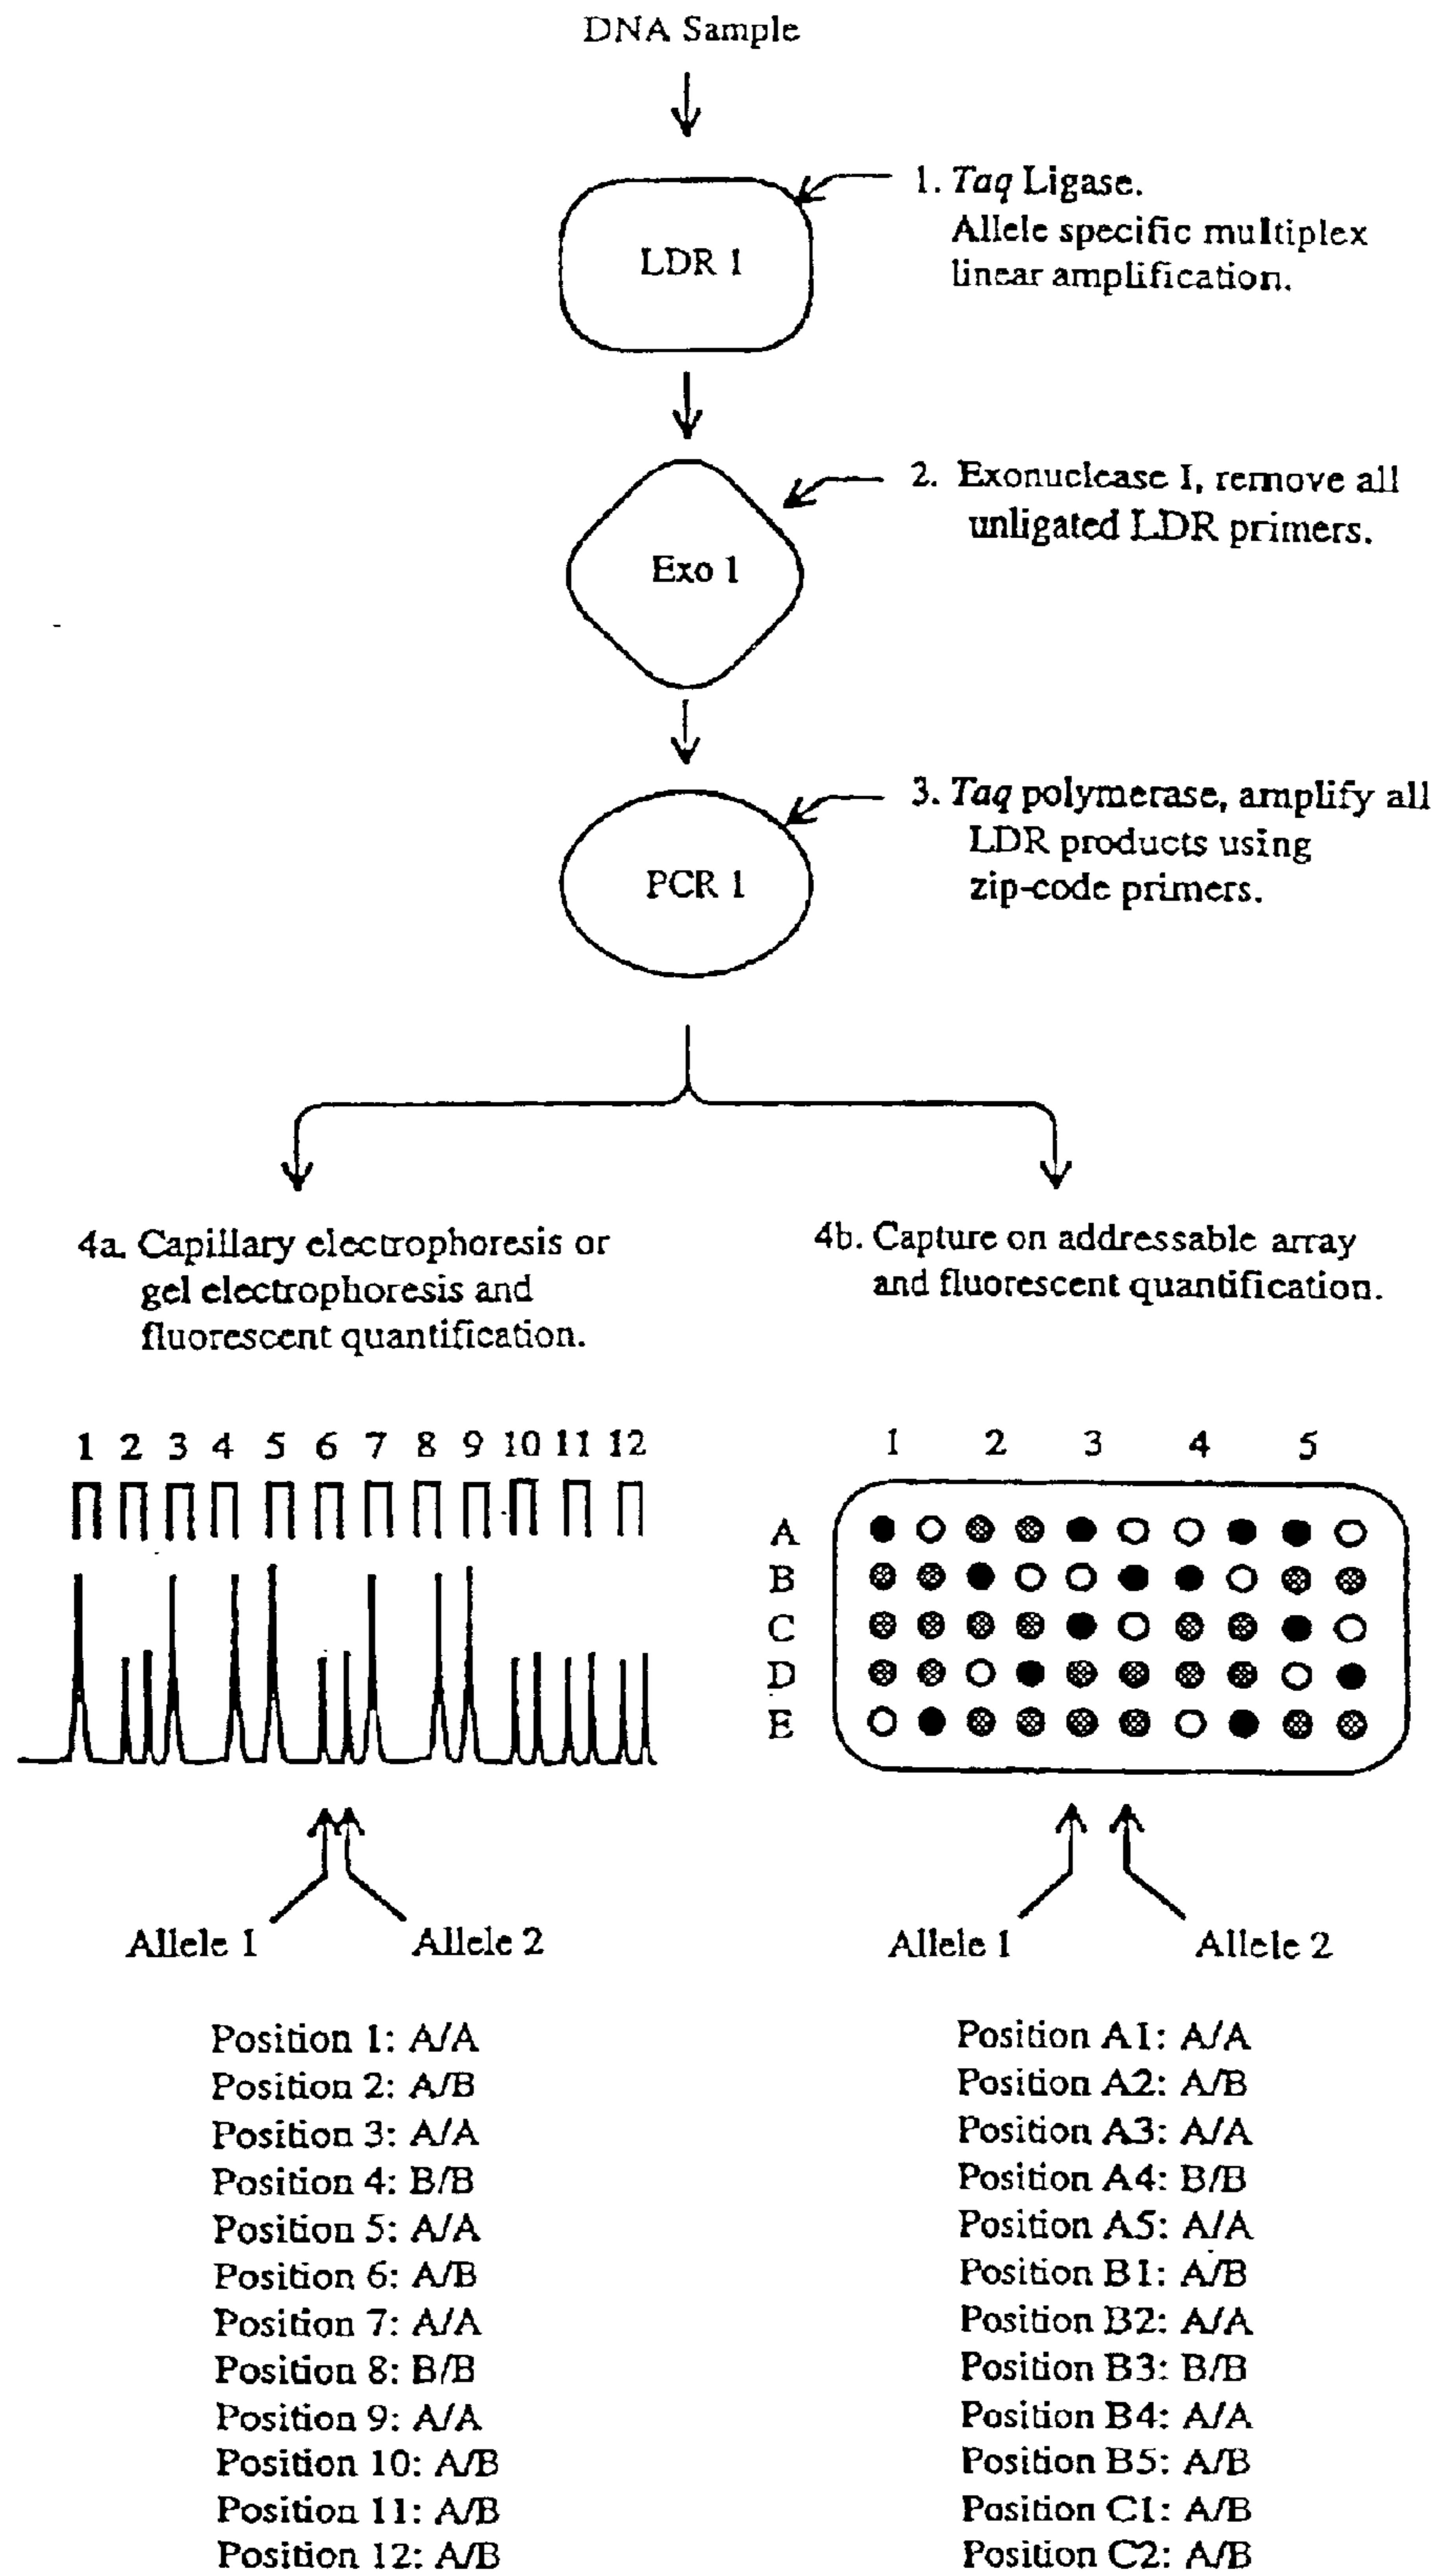 DNA Sample
1. Taq Ligase.
Allele specific multiplex
linear amplification.
LDR 1
2. Exonuclease I, remove all
unligated LDR primers.
Exo 1
3. Taq polymerase, amplify all
LDR products using
zip-code primers.
PCR 1
4a. Capillary electrophoresis or
gel electrophoresis and
fluorescent quantification.
4b. Capture on addressable array
and fluorescent quantification.
1 2 3 4 5 6 7 8 9 10 11 12
1 2 3 4 5
A
B
C
D
E
Allele 1
Allele 2
Allele 1
Allele 2
Position 1: A/A
Position 2: A/B
Position 3: A/A
Position 4: B/B
Position 5: A/A
Position 6: A/B
Position 7: A/A
Position 8: B/B
Position 9: A/A
Position 10: A/B
Position 11: A/B
Position 12: A/B
Position A1: A/A
Position A2: A/B
Position A3: A/A
Position A4: B/B
Position A5: A/A
Position B1: A/B
Position B2: A/A
Position B3: B/B
Position B4: A/A
Position B5: A/B
Position C1: A/B
Position C2: A/B